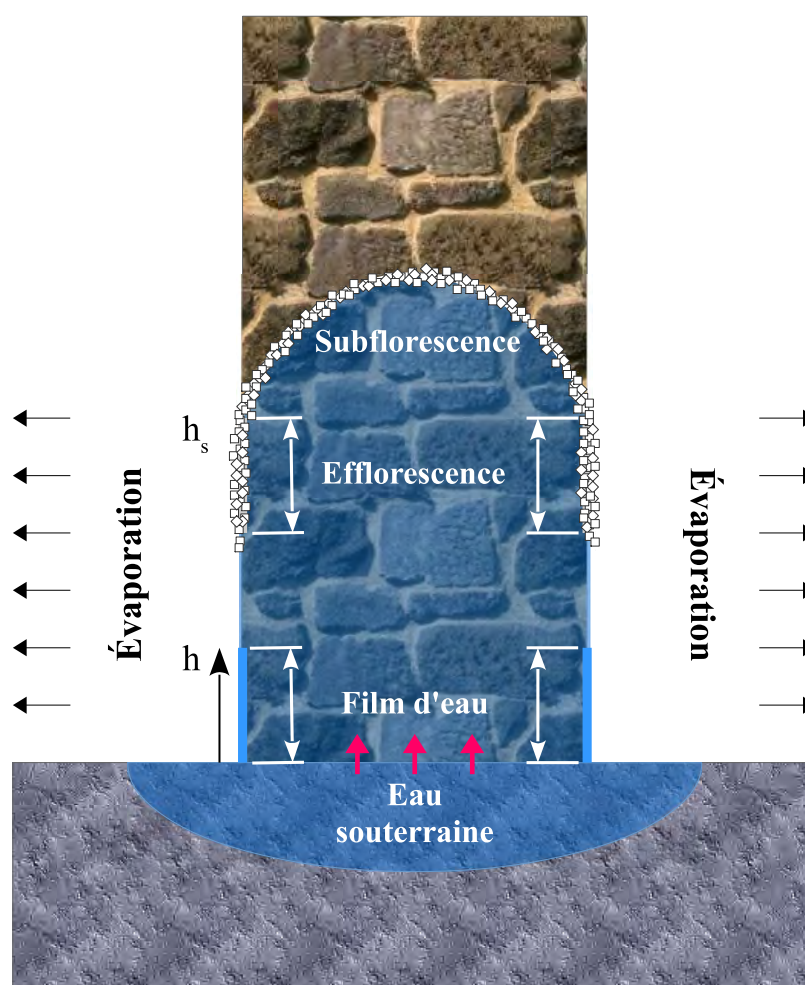 Subflorescence
hs
Efflorescence
Évaporation
Évaporation
h
Film d'eau
Eau
souterraine